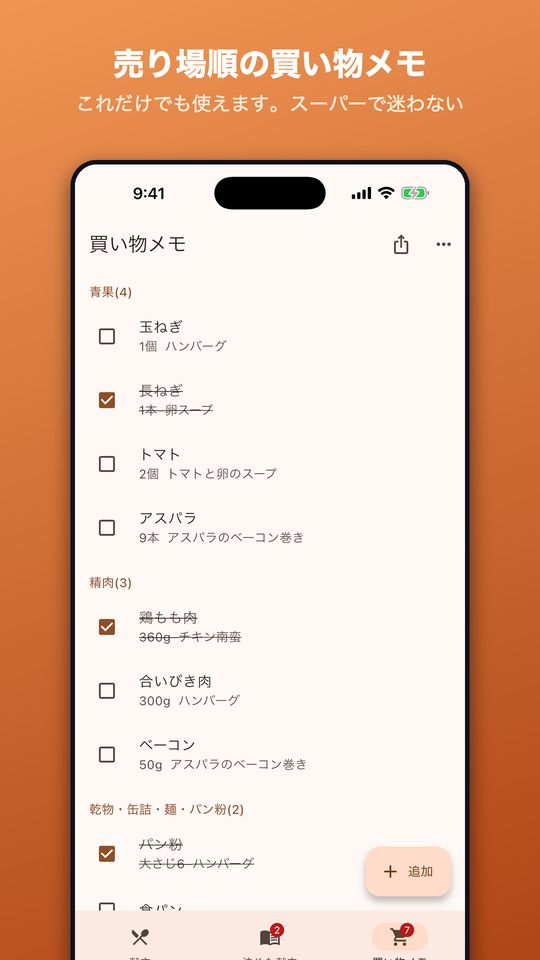 売り場順の買い物メモ
これだけでも使えます。スーパーで迷わない
9:41
買い物メモ
青果(4)
玉ねぎ
1個 ハンバーグ
長ねぎ
1本 卵スープ
トマト
2個 トマトと卵のスープ
アスパラ
9本 アスパラのベーコン巻き
精肉(3)
鶏もも肉
360g チキン南蛮
合いびき肉
300g ハンバーグ
ベーコン
50g アスパラのベーコン巻き
乾物・缶詰・麺・パン粉(2)
パン粉
大さじ6 ハンバーグ
追加
食パン
2
7
買い物メモ